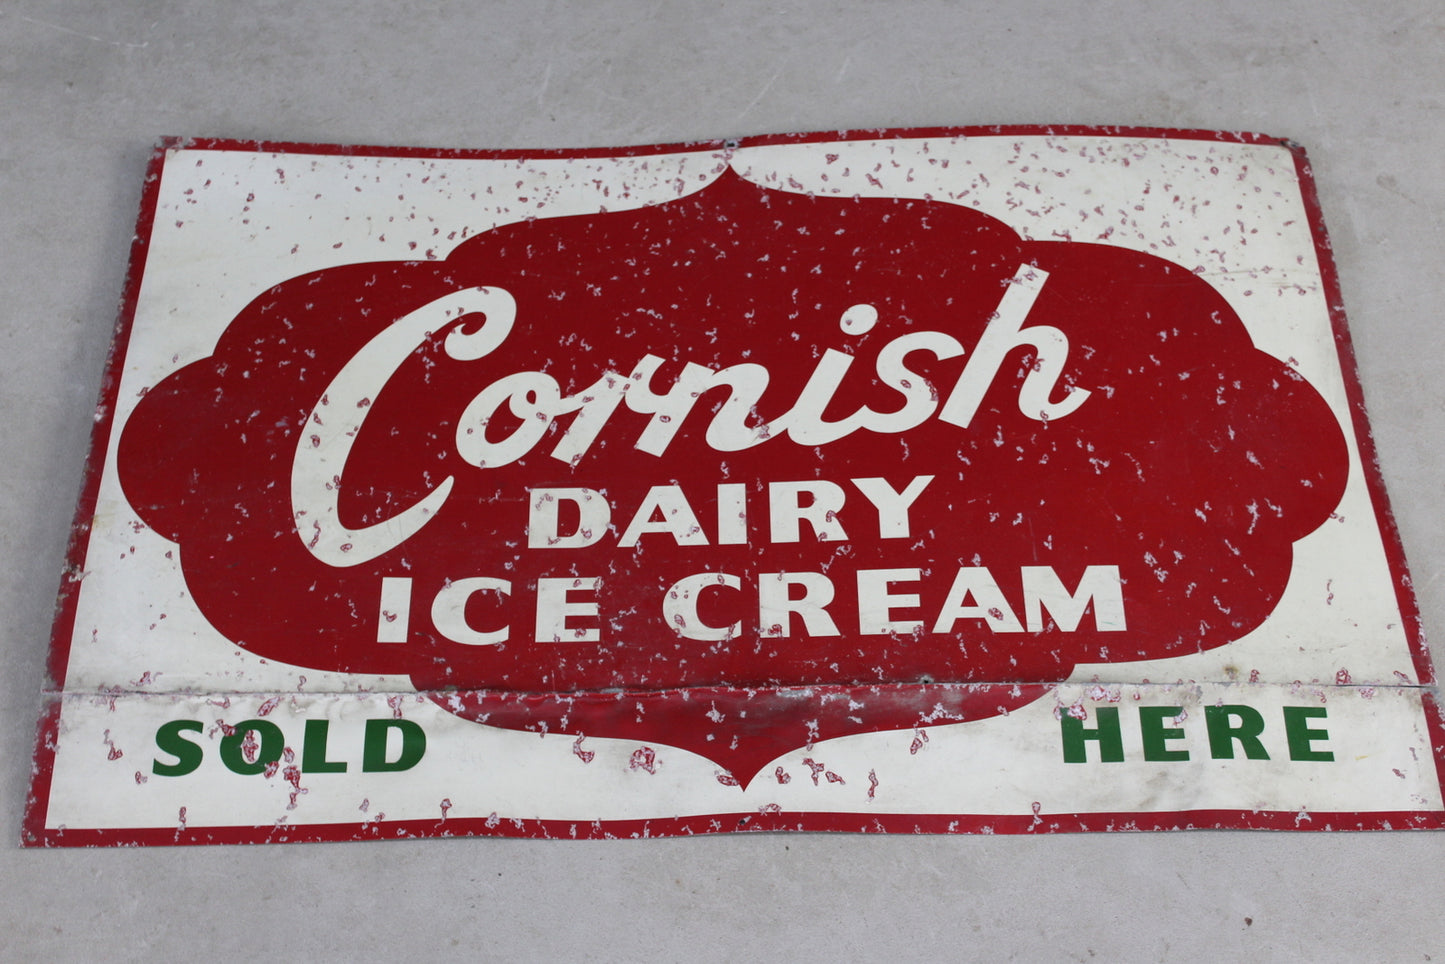 Cornish
DAIRY
ICE CREAM
SOLD HERE